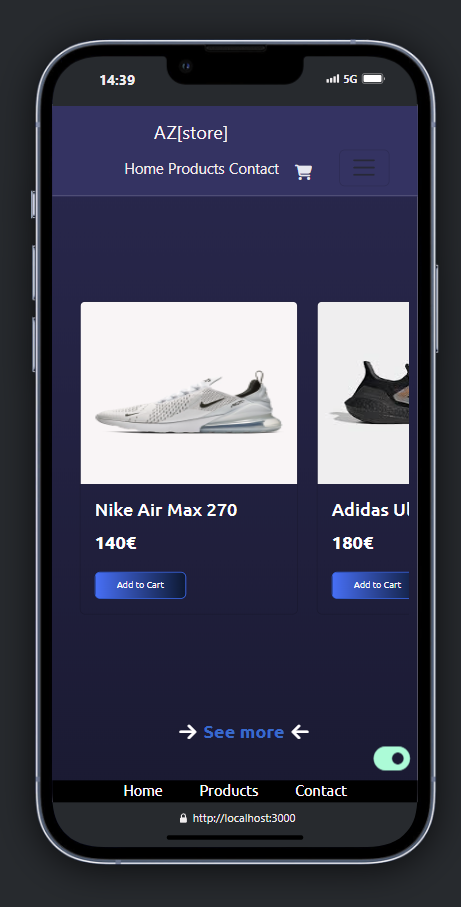 14:39
5G
AZ[store]
Home Products Contact
Nike Air Max 270
140€
Add to Cart
Adidas
180€
Add to Cart
→ See more ←
Home Products Contact
http://localhost:3000